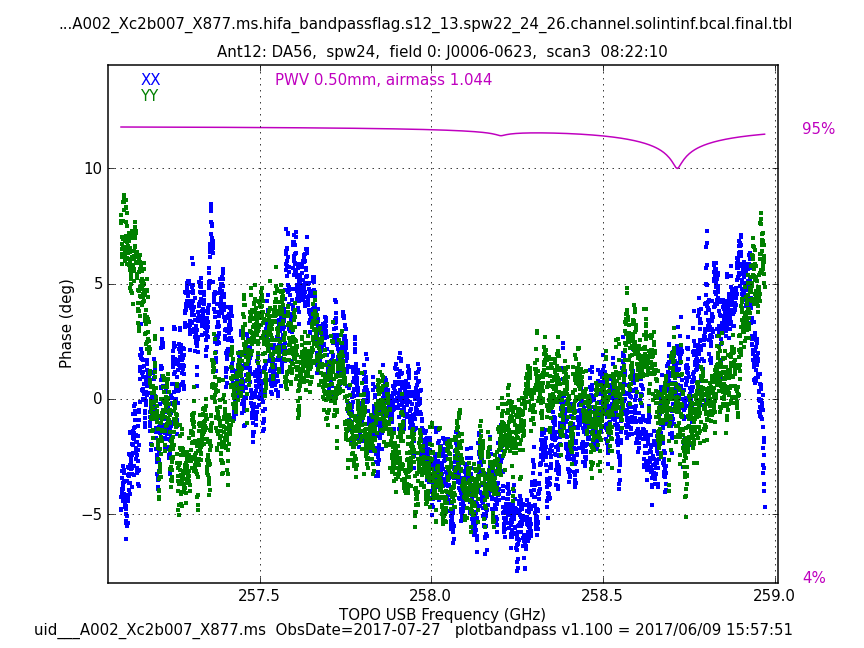 ...A002_Xc2b007_X877.ms.hifa_bandpassflag.s12_13.spw22_24_26.channel.solintinf.bcal.final.tbl
Ant12: DA56, spw24, field 0: J0006-0623, scan3 08:22:10
XX
YY
PWV 0.50mm, airmass 1.044
95%
10
5
0
−5
Phase (deg)
4%
257.5
258.0
258.5
259.0
TOPO USB Frequency (GHz)
uid___A002_Xc2b007_X877.ms ObsDate=2017-07-27 plotbandpass v1.100 = 2017/06/09 15:57:51